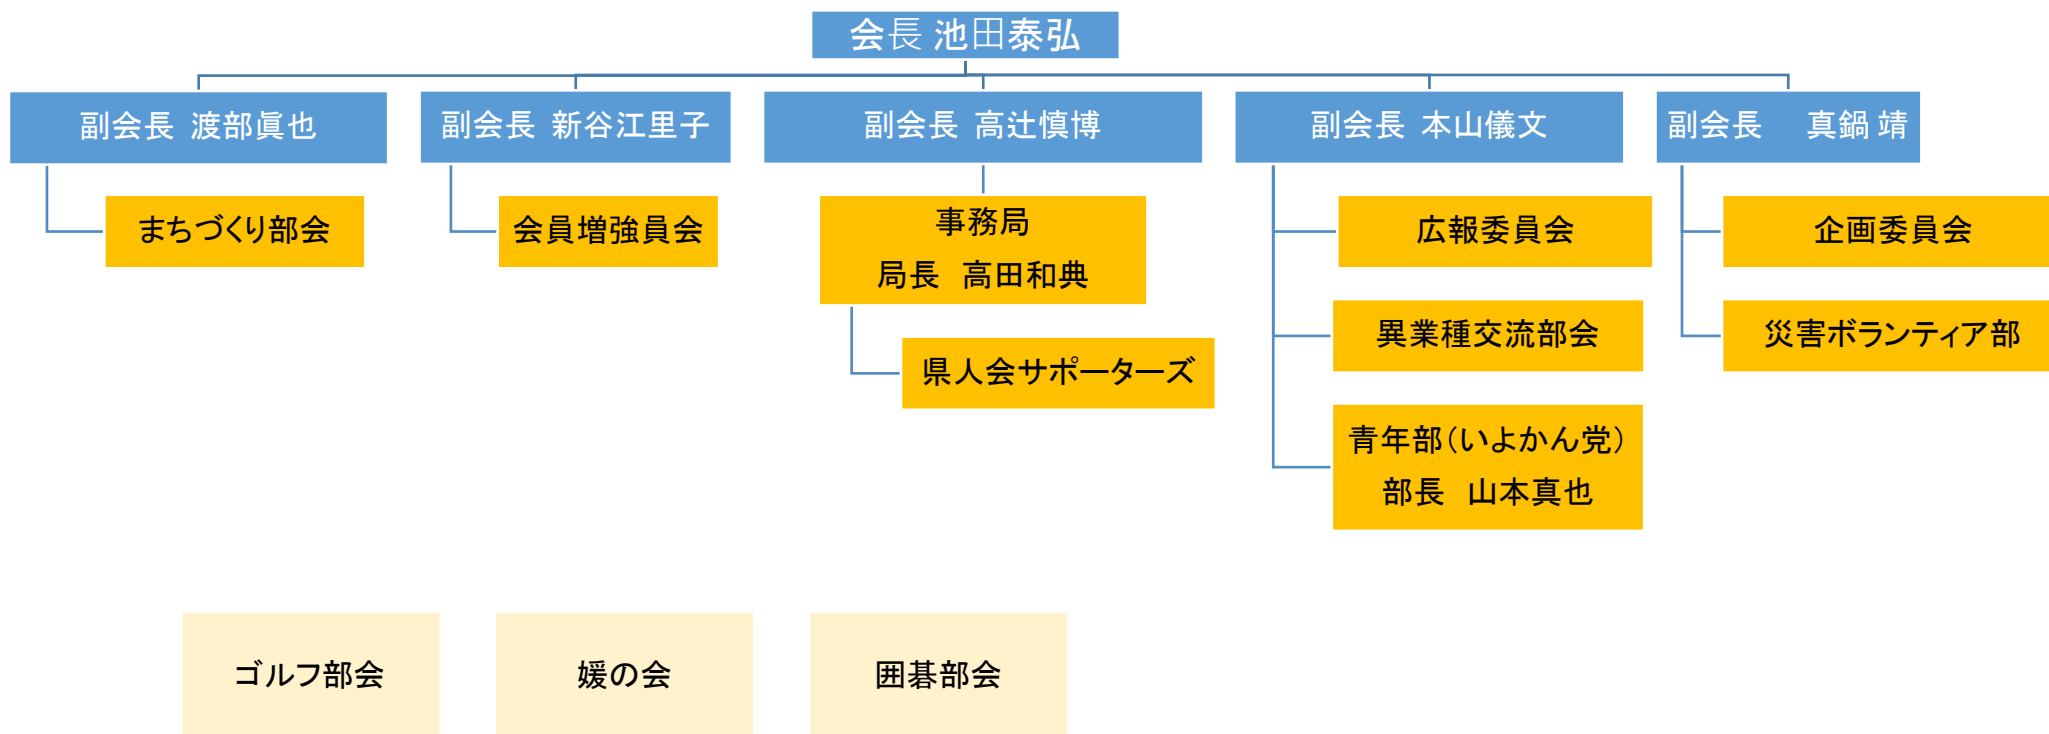 会長 池田泰弘
副会長 渡部眞也
副会長 新谷江里子
副会長 高辻慎博
副会長 本山儀文
副会長　真鍋 靖
まちづくり部会
会員増強員会
事務局
局長　高田和典
県人会サポーターズ
広報委員会
異業種交流部会
青年部（いよかん党）
部長　山本真也
企画委員会
災害ボランティア部
ゴルフ部会
媛の会
囲碁部会